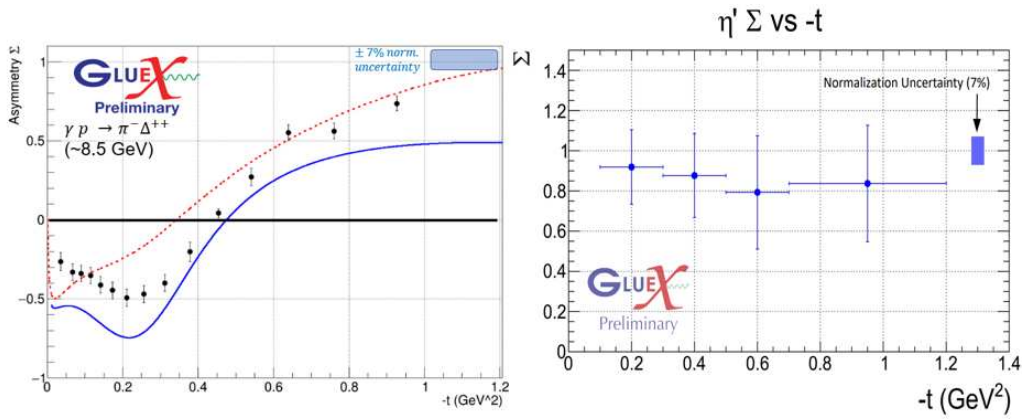 Asymmetry Σ
1
0.5
0
−0.5
−1
GLUEX
Preliminary
γ p → π⁻Δ⁺⁺
(~8.5 GeV)
± 7% norm.
uncertainty
0 0.2 0.4 0.6 0.8 1 1.2
-t (GeV^2)
η' Σ vs -t
Σ
1.4
1.2
1
0.8
0.6
0.4
0.2
0
Normalization Uncertainty (7%)
GLUEX
Preliminary
0 0.2 0.4 0.6 0.8 1 1.2 1.4
-t (GeV²)